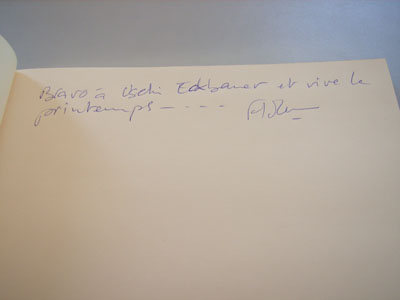 Bravo à Uschi Eckbauer et vive le
printemps - - - -